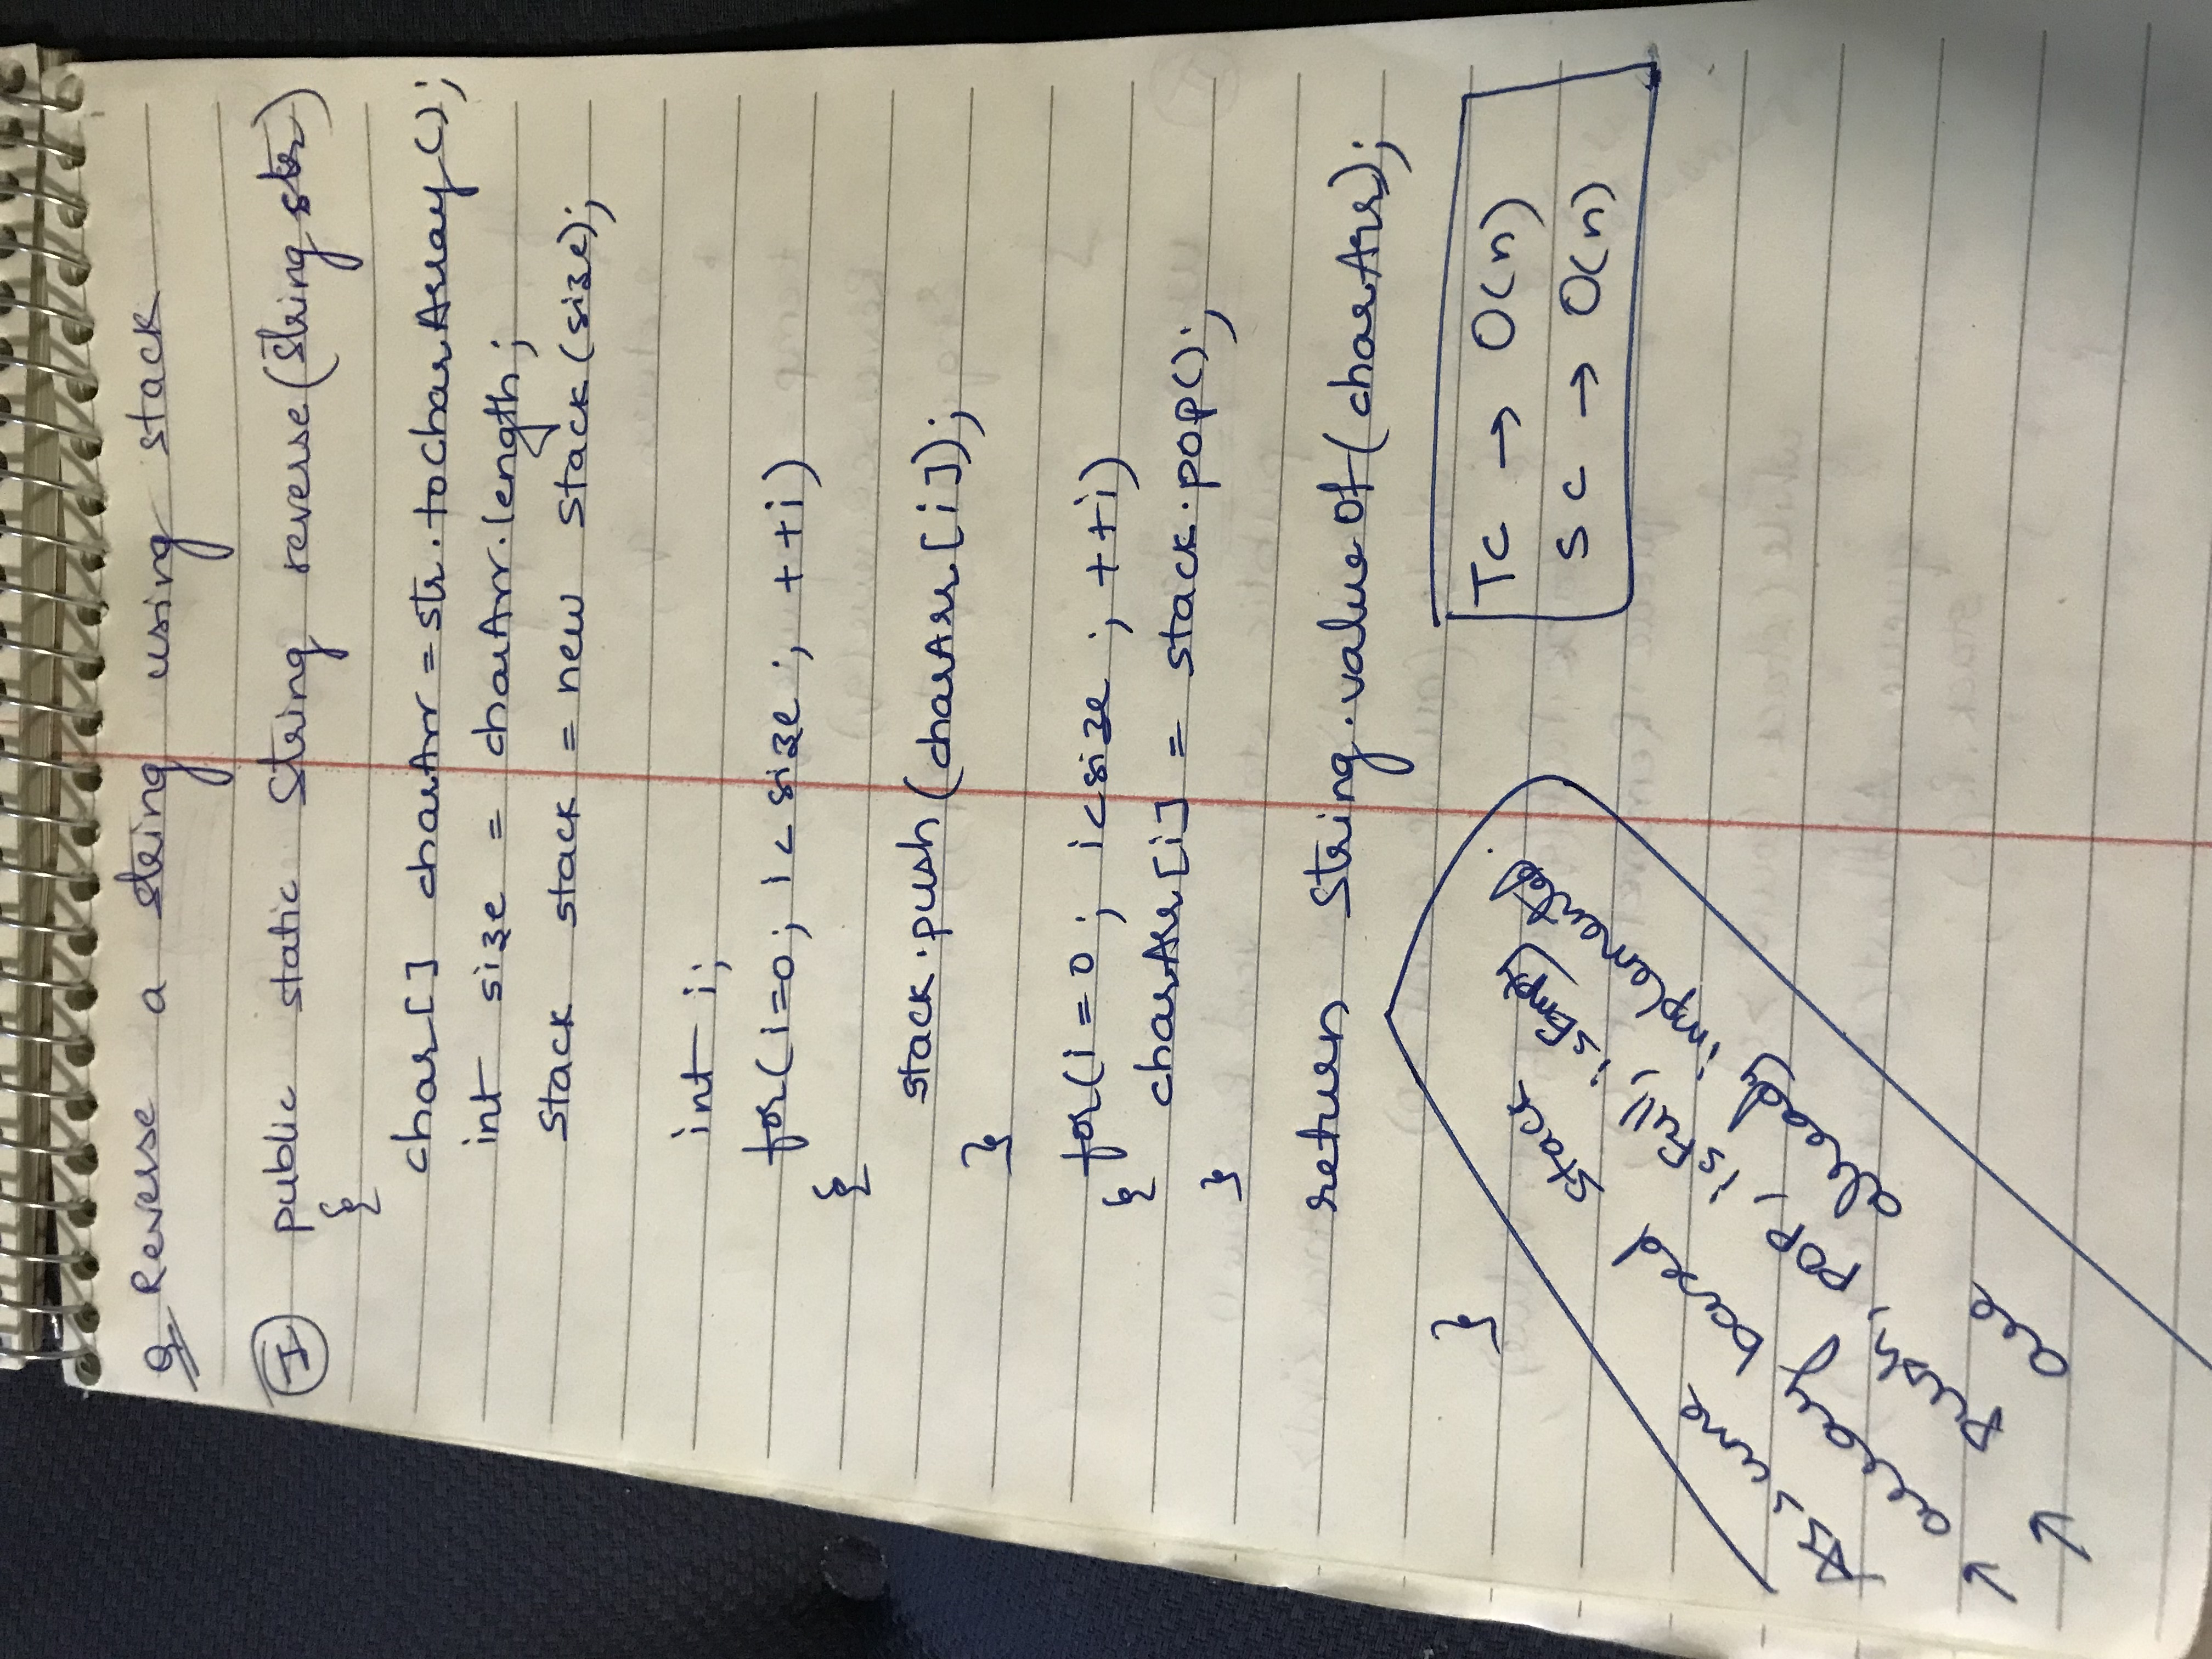 Q Reverse a string using stack
I public static String reverse(String str)
{
char[] charArr = str.toCharArray();
int size = charArr.length;
Stack stack = new Stack(size);
int i;
for(i=0; i<size; ++i)
{
stack.push(charArr[i]);
}
for(i=0; i<size; ++i)
{ charArr[i] = stack.pop();
}
return String.valueOf(charArr);
}
TC → O(n)
SC → O(n)
Assume
→ array based stack
→ push, pop, isFull, isEmpty
are already implemented.